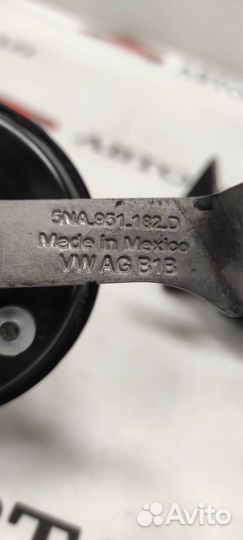 5NA.951.182.D
Made in Mexico
VW AG B1B
Avito